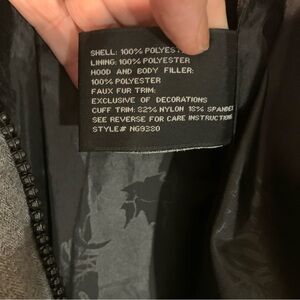 SHELL: 100% POLYESTER
LINING: 100% POLYESTER
HOOD AND BODY FILLER:
100% POLYESTER
FAUX FUR TRIM:
EXCLUSIVE OF DECORATIONS
CUFF TRIM: 82% NYLON 18% SPANDEX
SEE REVERSE FOR CARE INSTRUCTIONS
STYLE# NG9380